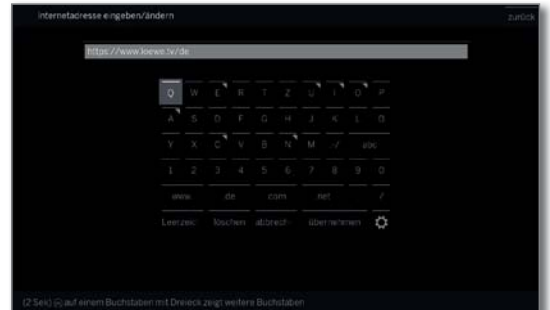 Internetadresse eingeben/ändern
zurück
https://www.loewe.tv/de
Q W E R T Z U I O P
A S D F G H J K L
Y X C V B N M -/ abc
1 2 3 4 5 6 7 8 9 0
www. .de .com .net /
Leerzei- löschen abbrech- übernehmen
(2 Sek) auf einem Buchstaben mit Dreieck zeigt weitere Buchstaben